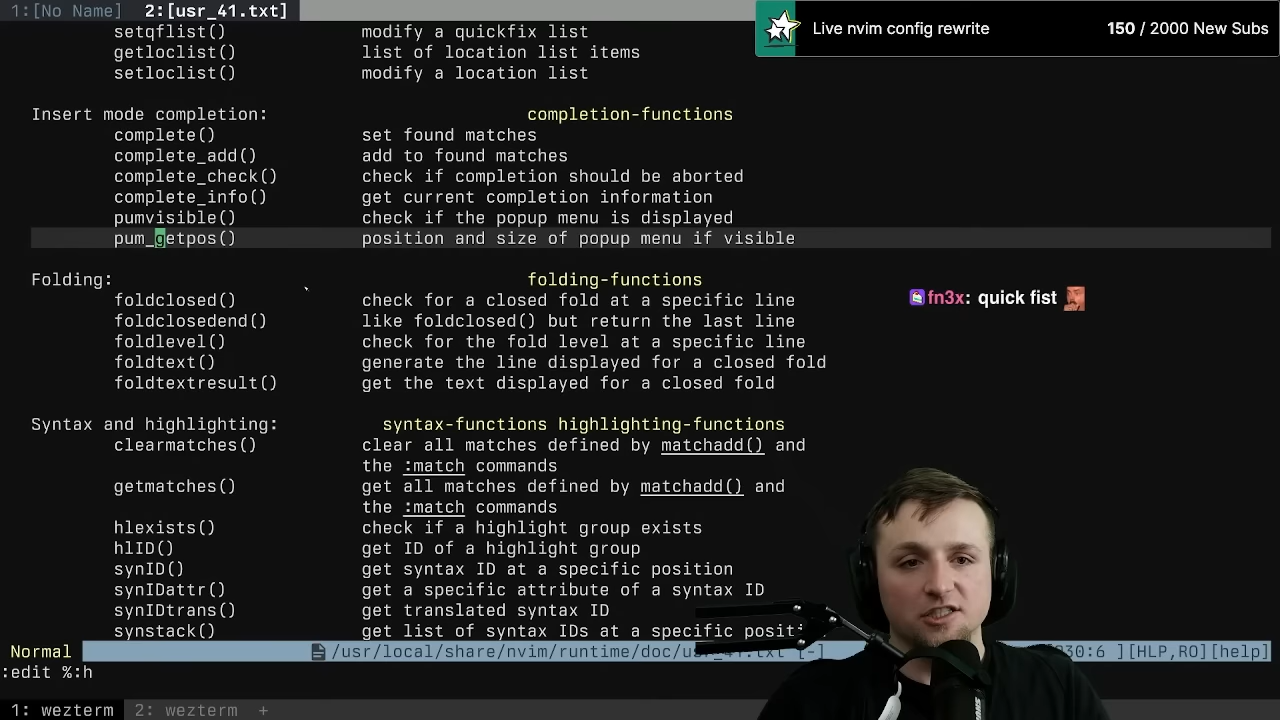 1:[No Name] 2:[usr_41.txt]
Live nvim config rewrite 150 / 2000 New Subs
setqflist() modify a quickfix list
getloclist() list of location list items
setloclist() modify a location list
Insert mode completion: completion-functions
complete() set found matches
complete_add() add to found matches
complete_check() check if completion should be aborted
complete_info() get current completion information
pumvisible() check if the popup menu is displayed
pum_getpos() position and size of popup menu if visible
Folding: folding-functions
foldclosed() check for a closed fold at a specific line
fn3x: quick fist
foldclosedend() like foldclosed() but return the last line
foldlevel() check for the fold level at a specific line
foldtext() generate the line displayed for a closed fold
foldtextresult() get the text displayed for a closed fold
Syntax and highlighting: syntax-functions highlighting-functions
clearmatches() clear all matches defined by matchadd() and
the :match commands
getmatches() get all matches defined by matchadd() and
the :match commands
hlexists() check if a highlight group exists
hlID() get ID of a highlight group
synID() get syntax ID at a specific position
synIDattr() get a specific attribute of a syntax ID
synIDtrans() get translated syntax ID
synstack() get list of syntax IDs at a specific
Normal /usr/local/share/nvim/runtime/doc/usr_41.txt [-] 930:6 ][HLP,RO][help]
:edit %:h
1: wezterm 2: wezterm +